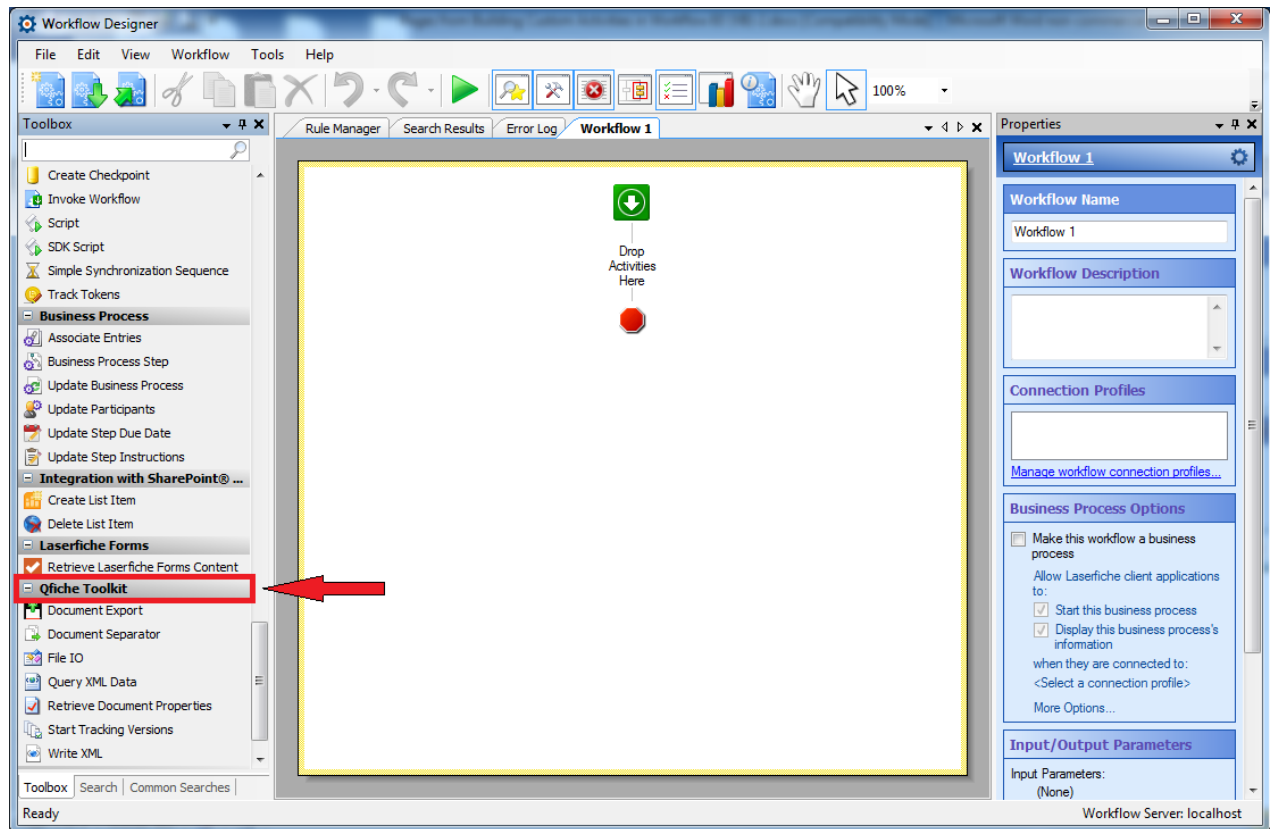 Workflow Designer
File Edit View Workflow Tools Help
100%
Toolbox
Create Checkpoint
Invoke Workflow
Script
SDK Script
Simple Synchronization Sequence
Track Tokens
Business Process
Associate Entries
Business Process Step
Update Business Process
Update Participants
Update Step Due Date
Update Step Instructions
Integration with SharePoint® ...
Create List Item
Delete List Item
Laserfiche Forms
Retrieve Laserfiche Forms Content
Qfiche Toolkit
Document Export
Document Separator
File IO
Query XML Data
Retrieve Document Properties
Start Tracking Versions
Write XML
Toolbox Search Common Searches
Rule Manager Search Results Error Log Workflow 1
Drop
Activities
Here
Properties
Workflow 1
Workflow Name
Workflow 1
Workflow Description
Connection Profiles
Manage workflow connection profiles...
Business Process Options
Make this workflow a business
process
Allow Laserfiche client applications
to:
Start this business process
Display this business process's
information
when they are connected to:
<Select a connection profile>
More Options...
Input/Output Parameters
Input Parameters:
(None)
Ready
Workflow Server: localhost